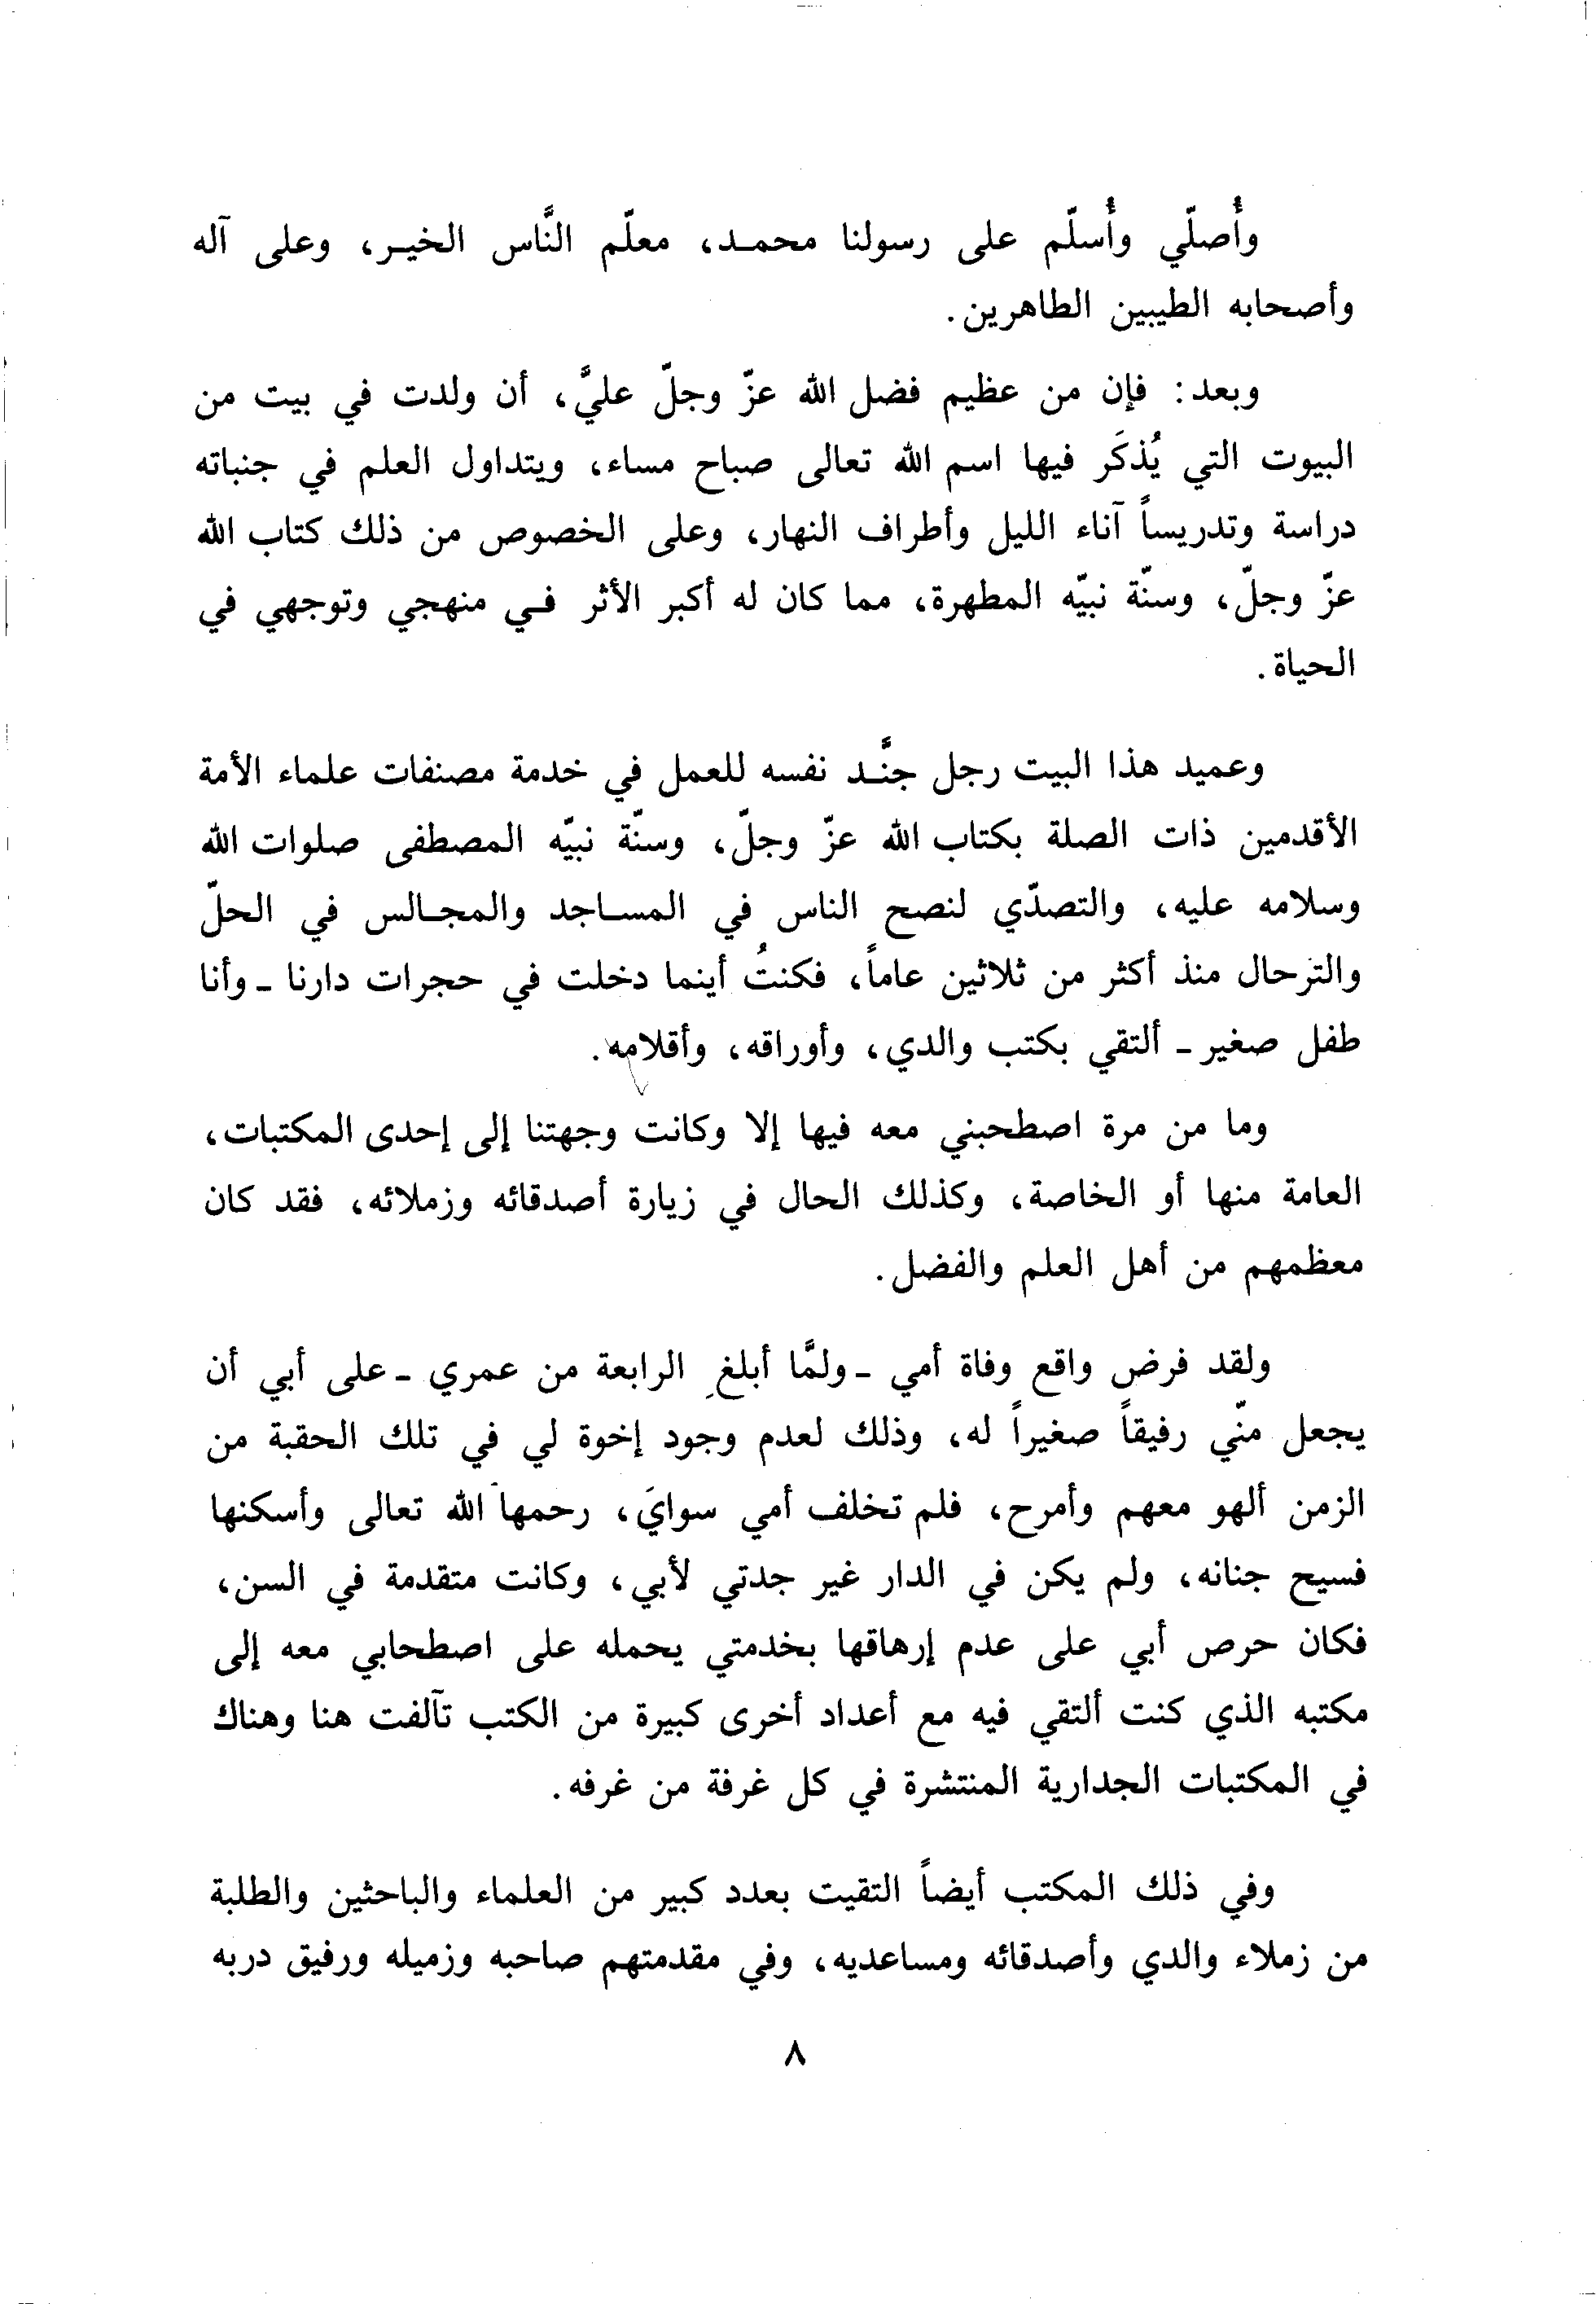 وأُصلّي وأُسلّم على رسولنا محمـد، معلّم النَّاس الخيـر، وعلى آله
وأصحابه الطيبين الطاهرين.
وبعد: فإن من عظيم فضل الله عزّ وجلّ عليَّ، أن ولدت في بيت من
البيوت التي يُذكَر فيها اسم الله تعالى صباح مساء، ويتداول العلم في جنباته
دراسة وتدريساً آناء الليل وأطراف النهار، وعلى الخصوص من ذلك كتاب الله
عزّ وجلّ، وسنّة نبيّه المطهرة، مما كان له أكبر الأثر فـي منهجي وتوجهي في
الحياة.
وعميد هذا البيت رجل جنَّـد نفسه للعمل في خدمة مصنفات علماء الأمة
الأقدمين ذات الصلة بكتاب الله عزّ وجلّ، وسنّة نبيّه المصطفى صلوات الله
وسلامه عليه، والتصدّي لنصح الناس في المسـاجد والمجـالس في الحلّ
والترحال منذ أكثر من ثلاثين عاماً، فكنتُ أينما دخلت في حجرات دارنا ـ وأنا
طفل صغير ـ ألتقي بكتب والدي، وأوراقه، وأقلامه.
وما من مرة اصطحبني معه فيها إلا وكانت وجهتنا إلى إحدى المكتبات،
العامة منها أو الخاصة، وكذلك الحال في زيارة أصدقائه وزملائه، فقد كان
معظمهم من أهل العلم والفضل.
ولقد فرض واقع وفاة أمي ـ ولمَّا أبلغ الرابعة من عمري ـ على أبي أن
يجعل منّي رفيقاً صغيراً له، وذلك لعدم وجود إخوة لي في تلك الحقبة من
الزمن ألهو معهم وأمرح، فلم تخلف أمي سوايَ، رحمها الله تعالى وأسكنها
فسيح جنانه، ولم يكن في الدار غير جدتي لأبي، وكانت متقدمة في السن،
فكان حرص أبي على عدم إرهاقها بخدمتي يحمله على اصطحابي معه إلى
مكتبه الذي كنت ألتقي فيه مع أعداد أخرى كبيرة من الكتب تآلفت هنا وهناك
في المكتبات الجدارية المنتشرة في كل غرفة من غرفه.
وفي ذلك المكتب أيضاً التقيت بعدد كبير من العلماء والباحثين والطلبة
من زملاء والدي وأصدقائه ومساعديه، وفي مقدمتهم صاحبه وزميله ورفيق دربه
٨